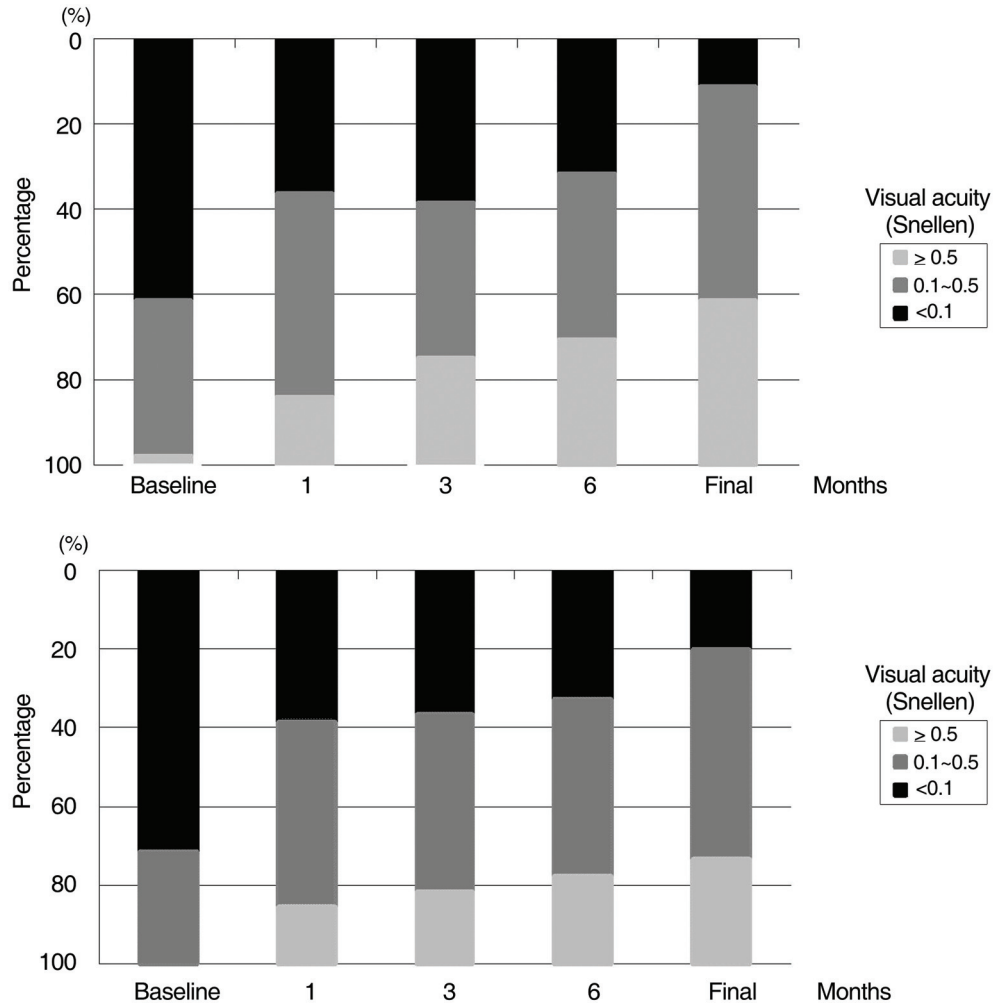 (%)
0
20
40
60
80
100
Percentage
Baseline 1 3 6 Final Months
Visual acuity
(Snellen)
≥ 0.5
0.1~0.5
<0.1
(%)
0
20
40
60
80
100
Percentage
Baseline 1 3 6 Final Months
Visual acuity
(Snellen)
≥ 0.5
0.1~0.5
<0.1